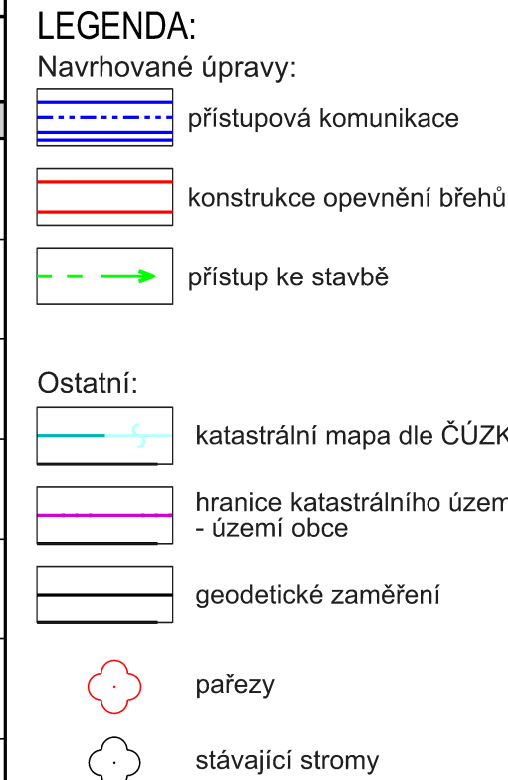 LEGENDA:
Navrhované úpravy:
přístupová komunikace
konstrukce opevnění břehů
přístup ke stavbě
Ostatní:
katastrální mapa dle ČÚZK
hranice katastrálního územ
- území obce
geodetické zaměření
pařezy
stávající stromy